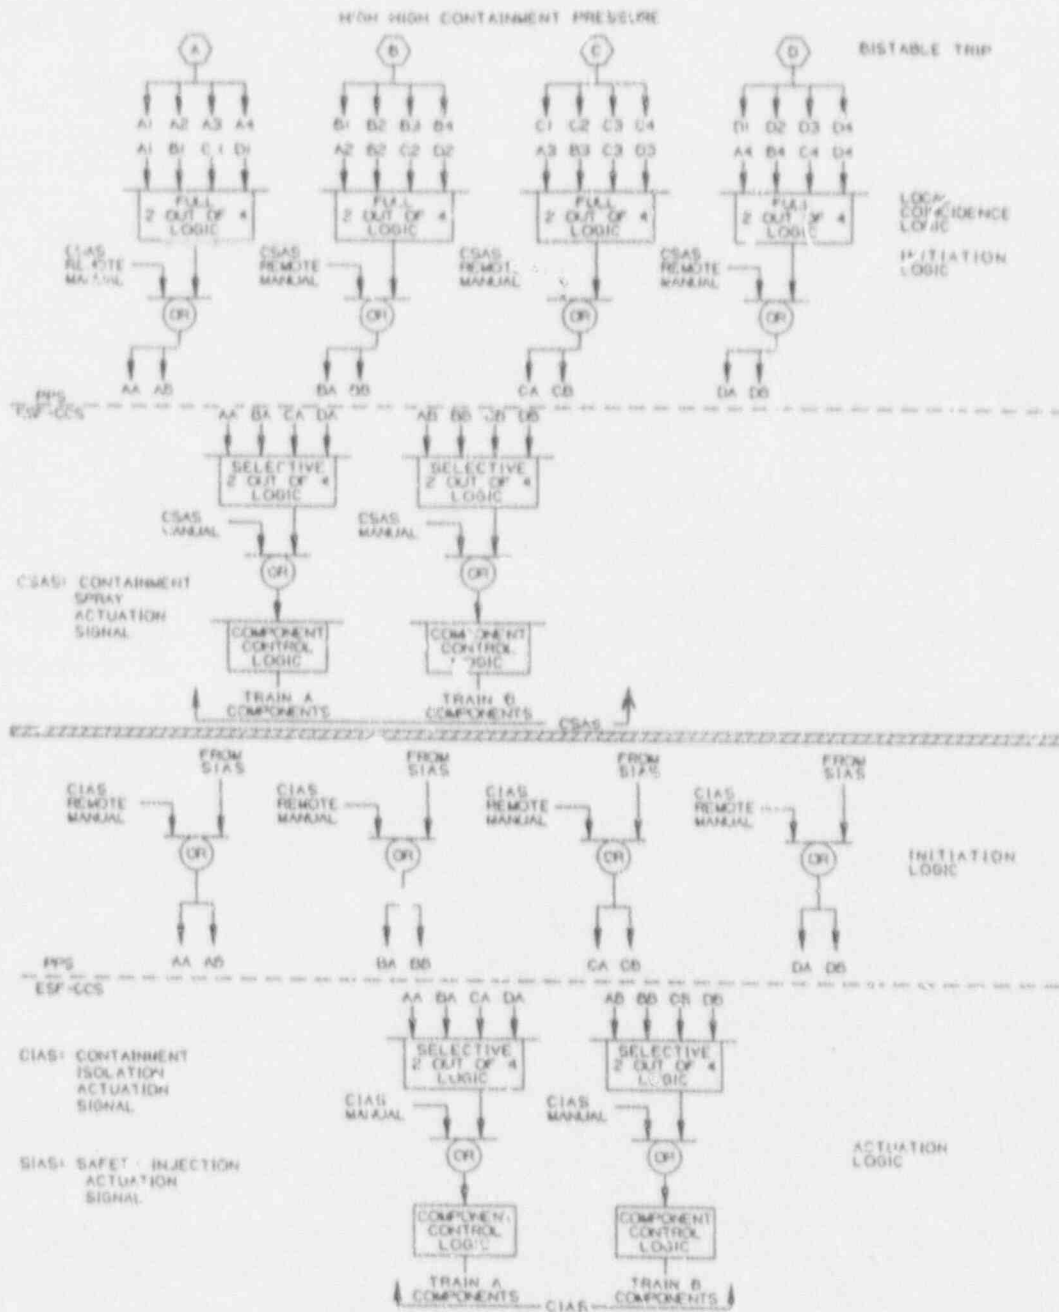 HIGH HIGH CONTAINMENT PRESSURE
A B C D BISTABLE TRIP
A1 A2 A3 A4 B1 B2 B3 B4 C1 C2 C3 C4 D1 D2 D3 D4
A1 B1 C1 D1 A2 B2 C2 D2 A3 B3 C3 D3 A4 B4 C4 D4
FULL FULL FULL FULL
2 OUT OF 4 2 OUT OF 4 2 OUT OF 4 2 OUT OF 4
LOGIC LOGIC LOGIC LOGIC
LOCAL
COINCIDENCE
LOGIC
CSAS CSAS CSAS CSAS
REMOTE REMOTE REMOTE REMOTE
MANUAL MANUAL MANUAL MANUAL
INITIATION
LOGIC
OR OR OR OR
AA AB BA BB CA CB DA DB
PPS
ESF-CCS
AA BA CA DA AB BB CB DB
SELECTIVE SELECTIVE
2 OUT OF 4 2 OUT OF 4
LOGIC LOGIC
CSAS CSAS
MANUAL MANUAL
OR OR
CSAS: CONTAINMENT
SPRAY
ACTUATION
SIGNAL
COMPONENT COMPONENT
CONTROL CONTROL
LOGIC LOGIC
TRAIN A TRAIN B
COMPONENTS COMPONENTS
CSAS
FROM FROM FROM FROM
SIAS SIAS SIAS SIAS
CIAS CIAS CIAS CIAS
REMOTE REMOTE REMOTE REMOTE
MANUAL MANUAL MANUAL MANUAL
OR OR OR OR
INITIATION
LOGIC
AA AB BA BB CA CB DA DB
PPS
ESF-CCS
AA BA CA DA AB BB CB DB
SELECTIVE SELECTIVE
2 OUT OF 4 2 OUT OF 4
LOGIC LOGIC
CIAS: CONTAINMENT
ISOLATION
ACTUATION
SIGNAL
CIAS CIAS
MANUAL MANUAL
OR OR
ACTUATION
LOGIC
SIAS: SAFETY INJECTION
ACTUATION
SIGNAL
COMPONENT COMPONENT
CONTROL CONTROL
LOGIC LOGIC
TRAIN A TRAIN B
COMPONENTS COMPONENTS
CIAS